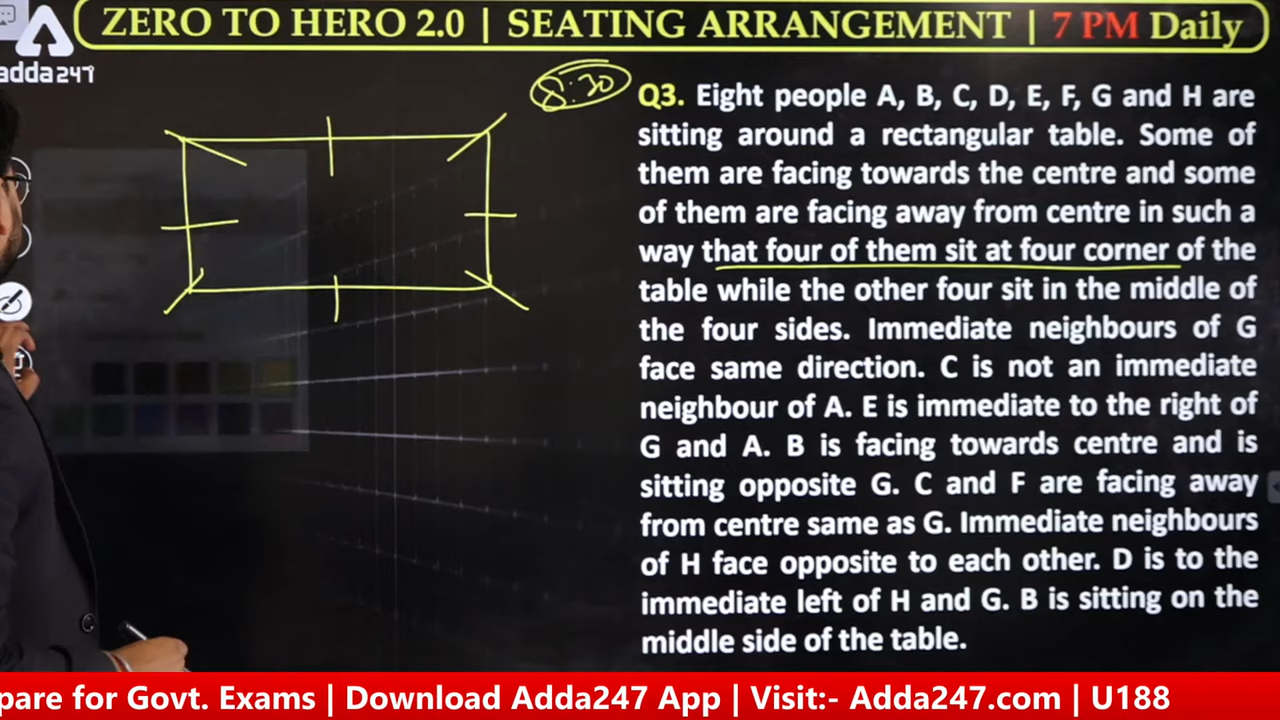 ZERO TO HERO 2.0 | SEATING ARRANGEMENT | 7 PM Daily
adda247
8:30
Q3. Eight people A, B, C, D, E, F, G and H are
sitting around a rectangular table. Some of
them are facing towards the centre and some
of them are facing away from centre in such a
way that four of them sit at four corner of the
table while the other four sit in the middle of
the four sides. Immediate neighbours of G
face same direction. C is not an immediate
neighbour of A. E is immediate to the right of
G and A. B is facing towards centre and is
sitting opposite G. C and F are facing away
from centre same as G. Immediate neighbours
of H face opposite to each other. D is to the
immediate left of H and G. B is sitting on the
middle side of the table.
pare for Govt. Exams | Download Adda247 App | Visit:- Adda247.com | U188